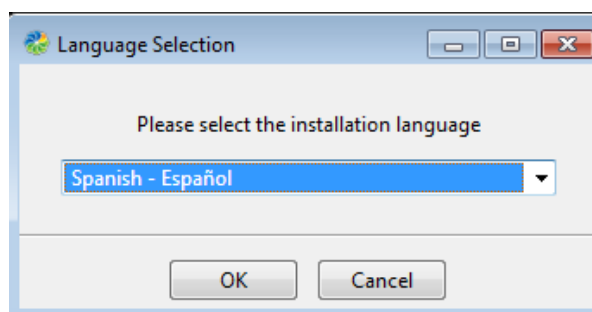 Language Selection
Please select the installation language
Spanish - Español
OK
Cancel